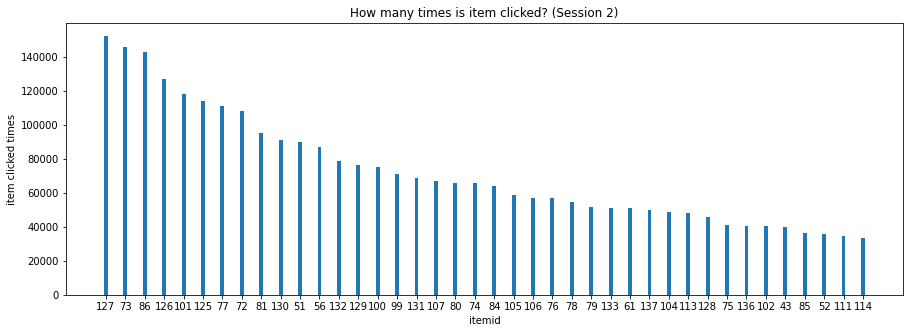 How many times is item clicked? (Session 2)
140000
120000
100000
80000
60000
40000
20000
0
item clicked times
127 73 86 126 101 125 77 72 81 130 51 56 132 129 100 99 131 107 80 74 84 105 106 76 78 79 133 61 137 104 113 128 75 136 102 43 85 52 111 114
itemid